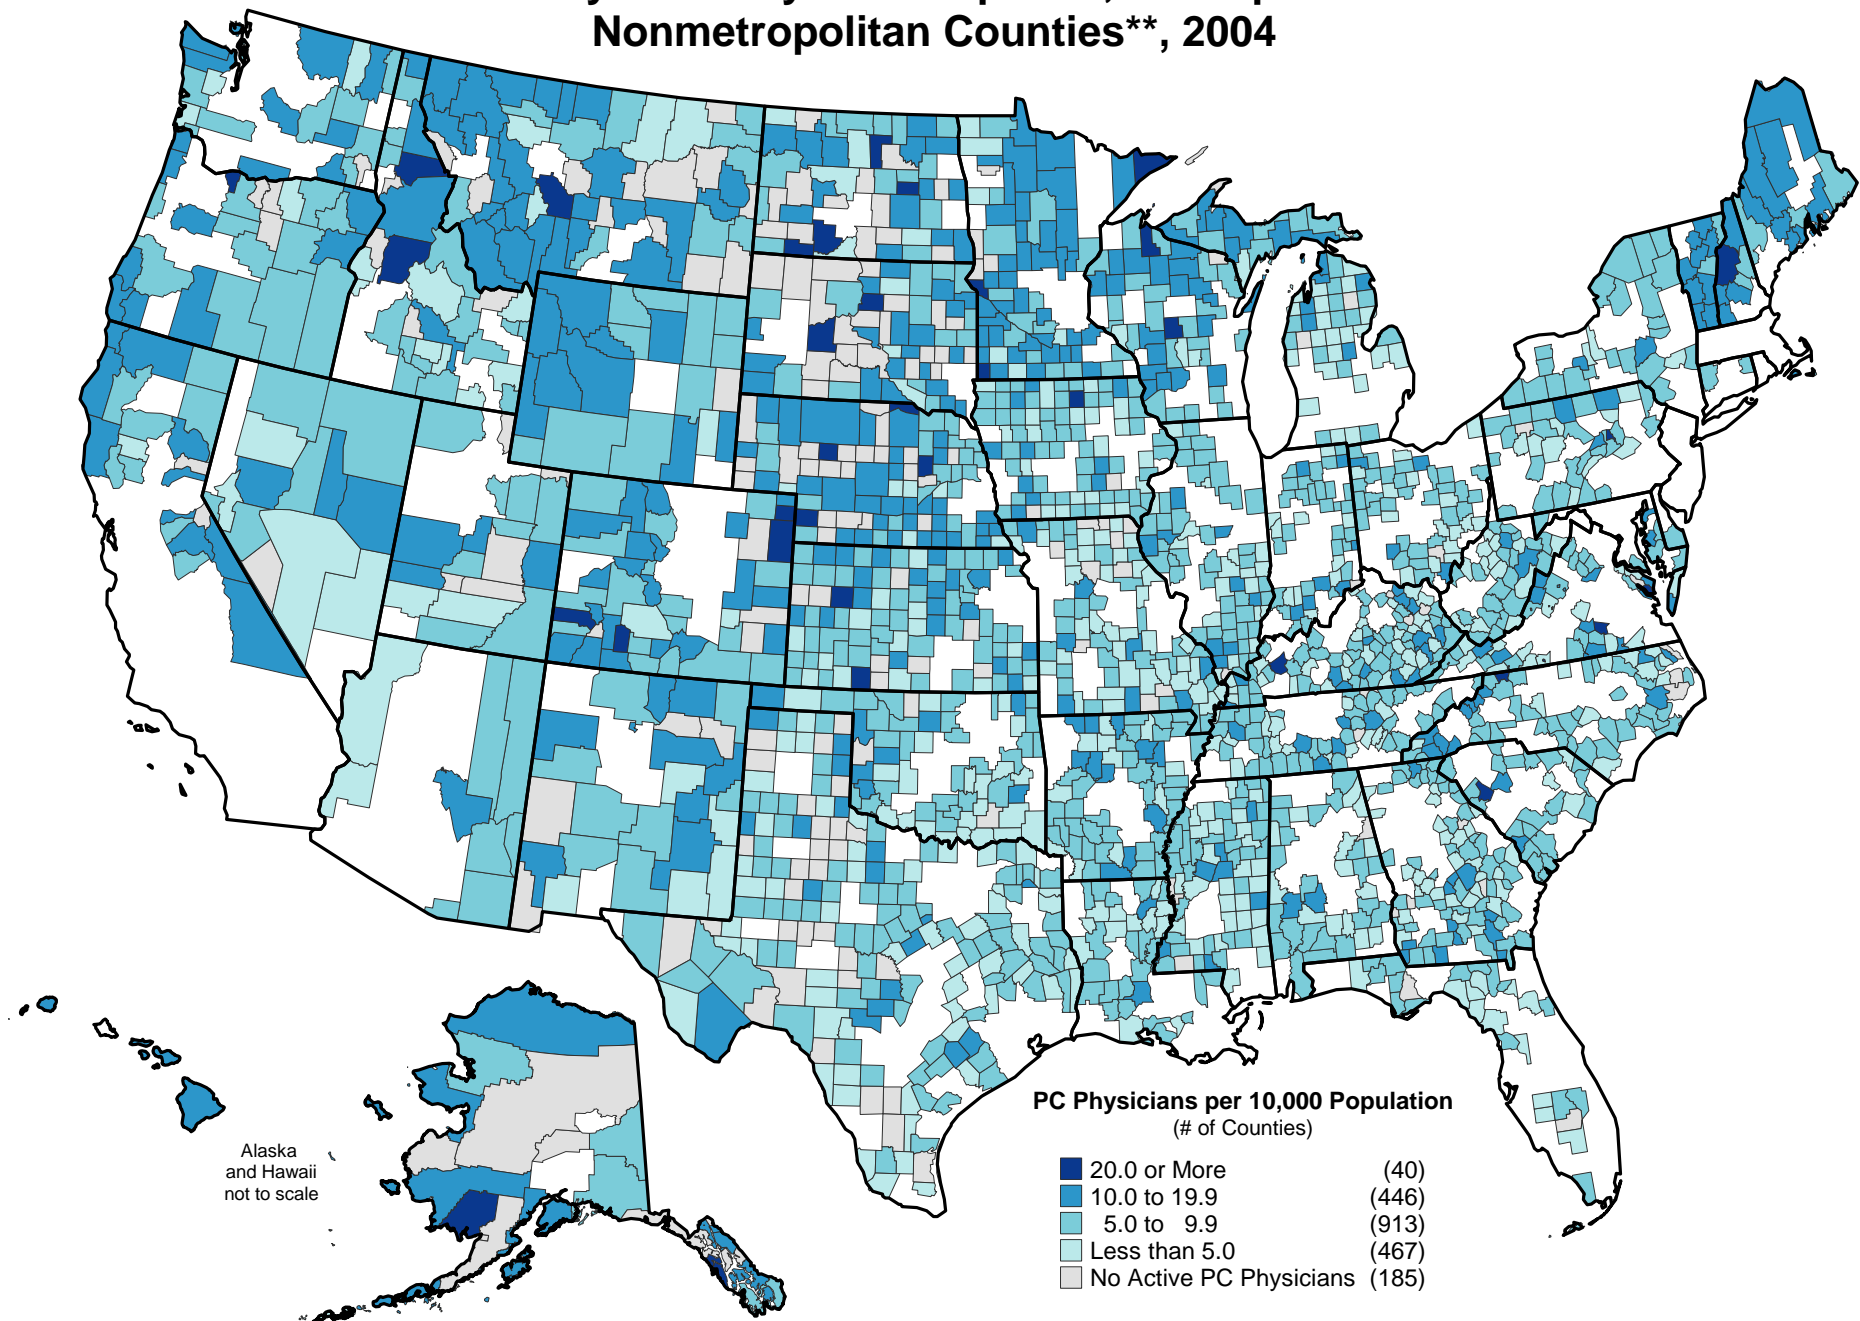 Nonmetropolitan Counties**, 2004
PC Physicians per 10,000 Population
(# of Counties)
20.0 or More (40)
10.0 to 19.9 (446)
5.0 to 9.9 (913)
Less than 5.0 (467)
No Active PC Physicians (185)
Alaska
and Hawaii
not to scale